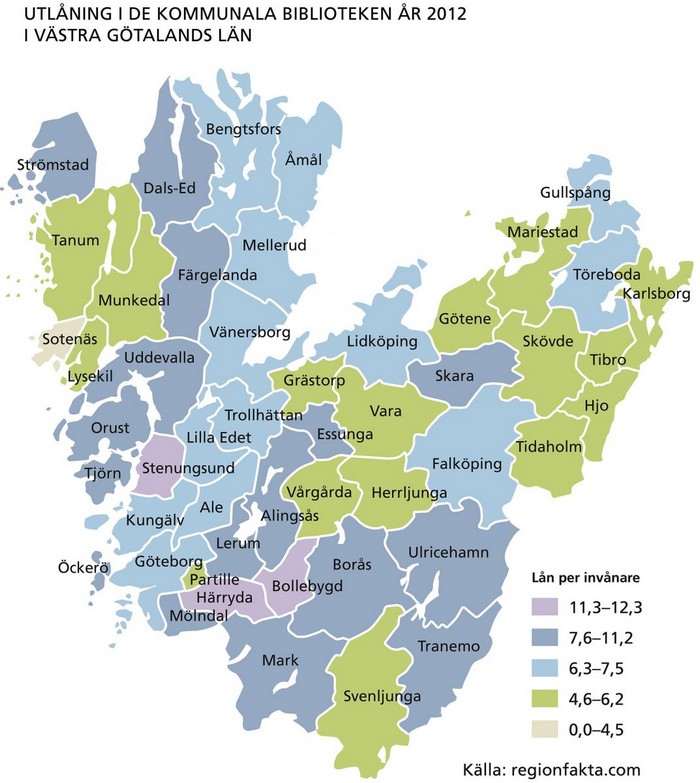 UTLÅNING I DE KOMMUNALA BIBLIOTEKEN ÅR 2012
I VÄSTRA GÖTALANDS LÄN
Bengtsfors
Åmål
Strömstad
Dals-Ed
Gullspång
Mariestad
Tanum
Mellerud
Färgelanda
Töreboda
Karlsborg
Munkedal
Götene
Vänersborg
Sotenäs
Lidköping
Skövde
Uddevalla
Tibro
Lysekil
Grästorp
Skara
Hjo
Trollhättan
Vara
Orust
Lilla Edet
Essunga
Tidaholm
Tjörn
Stenungsund
Falköping
Vårgårda
Herrljunga
Ale
Kungälv
Alingsås
Lerum
Ulricehamn
Öckerö
Göteborg
Borås
Partille
Bollebygd
Härryda
Mölndal
Tranemo
Mark
Svenljunga
Lån per invånare
11,3–12,3
7,6–11,2
6,3–7,5
4,6–6,2
0,0–4,5
Källa: regionfakta.com